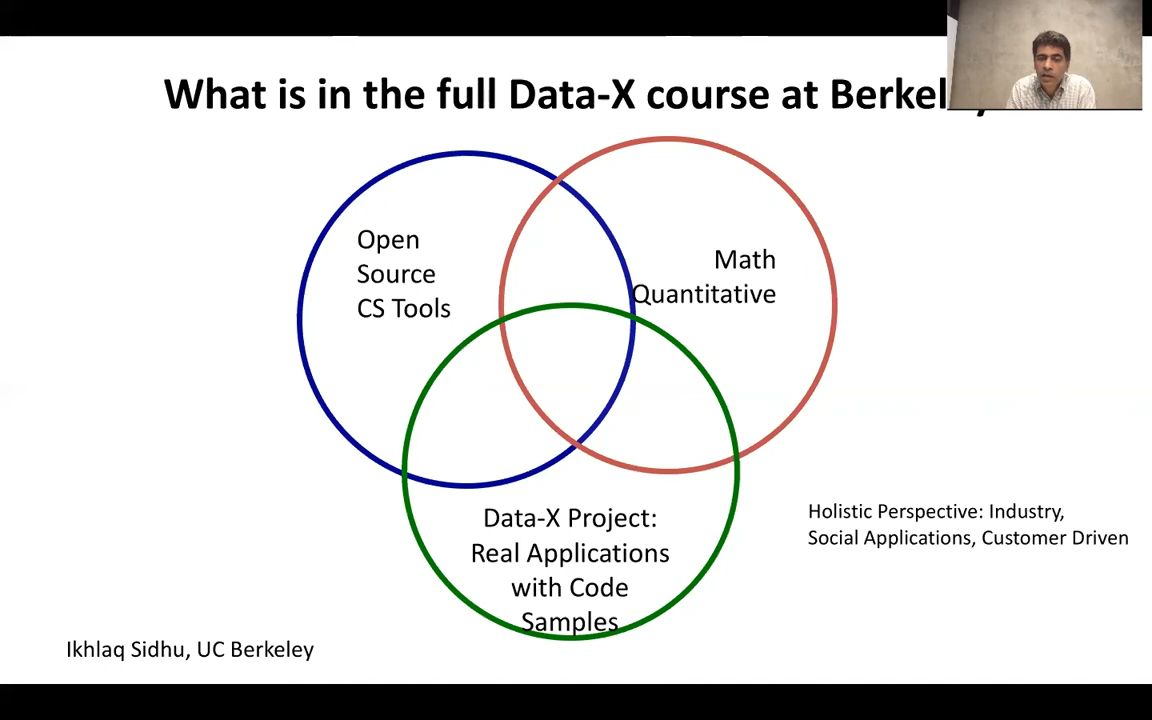 What is in the full Data-X course at Berkel
Open
Source
CS Tools
Math
Quantitative
Data-X Project:
Real Applications
with Code
Samples
Holistic Perspective: Industry,
Social Applications, Customer Driven
Ikhlaq Sidhu, UC Berkeley